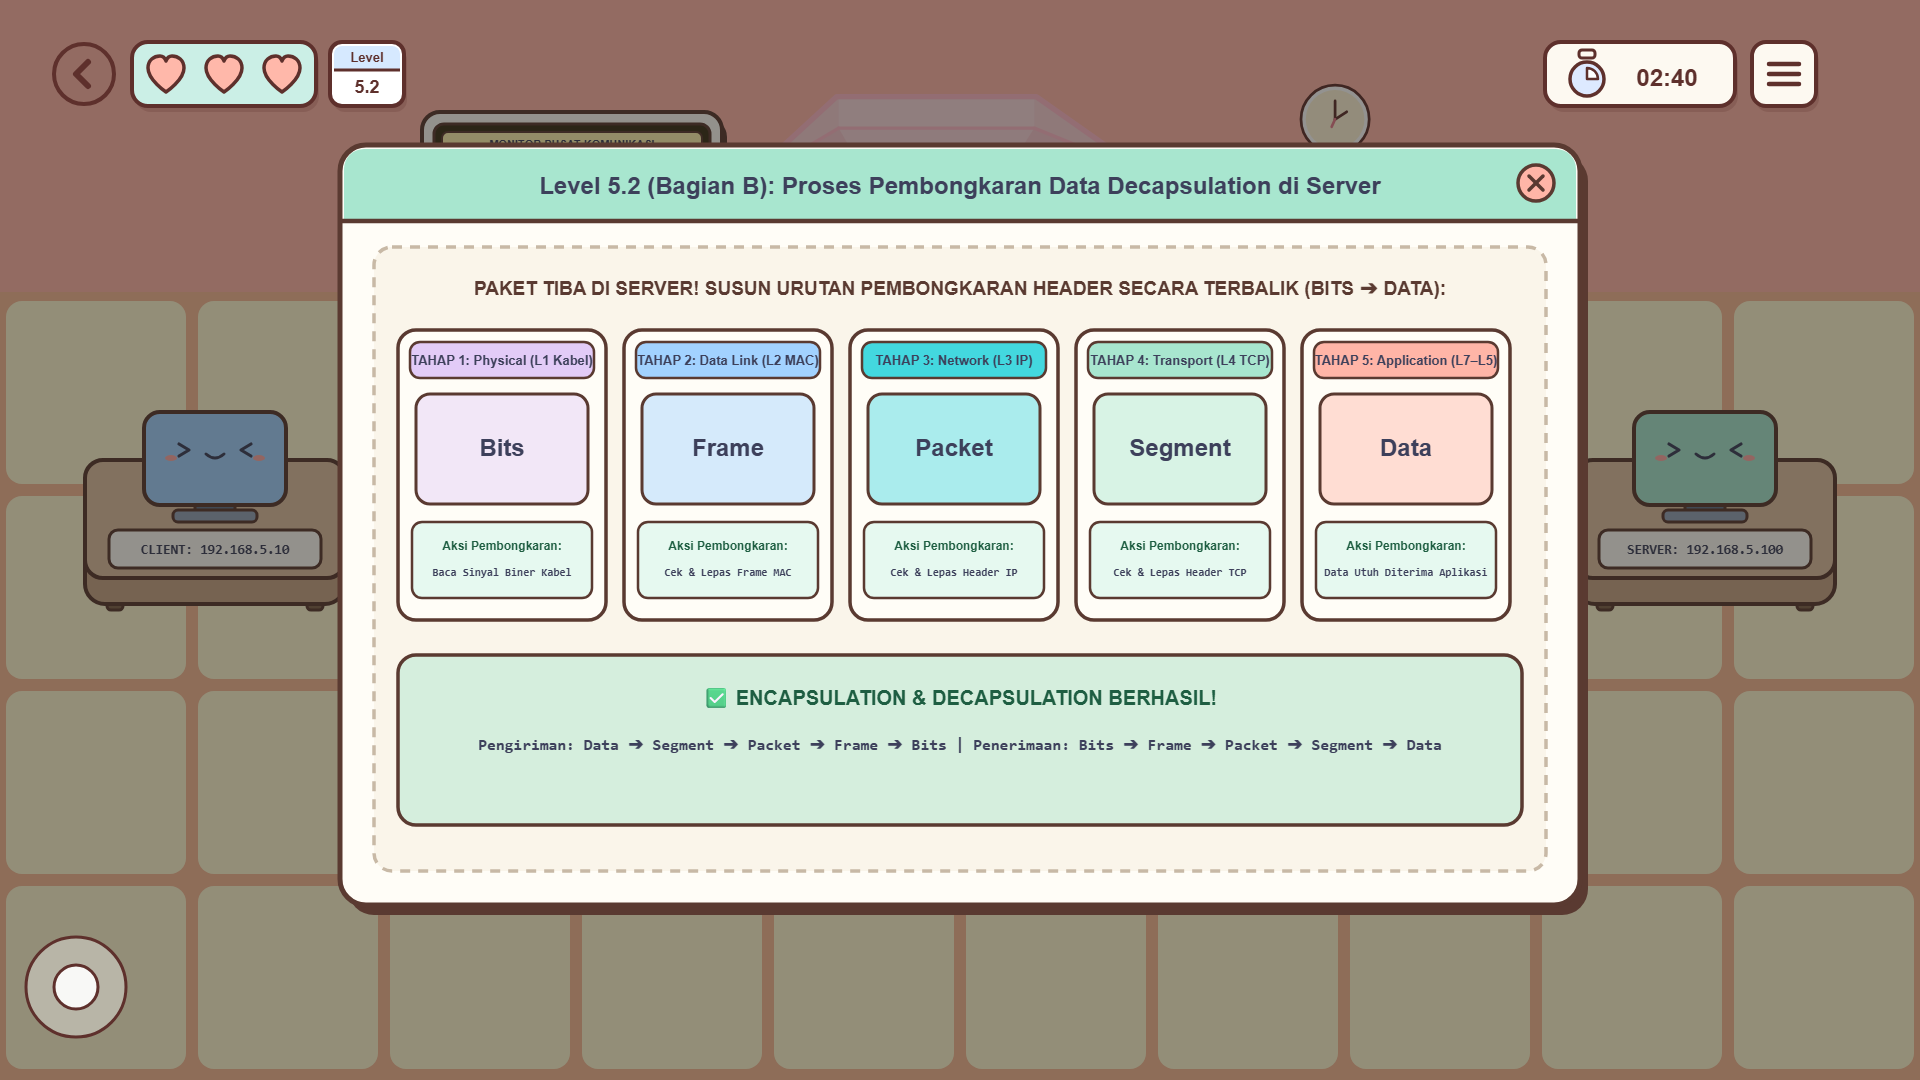 Level
5.2
02:40
MONITOR PUSAT KOMUNIKASI
Level 5.2 (Bagian B): Proses Pembongkaran Data Decapsulation di Server
PAKET TIBA DI SERVER! SUSUN URUTAN PEMBONGKARAN HEADER SECARA TERBALIK (BITS ➔ DATA):
TAHAP 1: Physical (L1 Kabel)
Bits
Aksi Pembongkaran:
Baca Sinyal Biner Kabel
TAHAP 2: Data Link (L2 MAC)
Frame
Aksi Pembongkaran:
Cek & Lepas Frame MAC
TAHAP 3: Network (L3 IP)
Packet
Aksi Pembongkaran:
Cek & Lepas Header IP
TAHAP 4: Transport (L4 TCP)
Segment
Aksi Pembongkaran:
Cek & Lepas Header TCP
TAHAP 5: Application (L7–L5)
Data
Aksi Pembongkaran:
Data Utuh Diterima Aplikasi
CLIENT: 192.168.5.10
SERVER: 192.168.5.100
✅ ENCAPSULATION & DECAPSULATION BERHASIL!
Pengiriman: Data ➔ Segment ➔ Packet ➔ Frame ➔ Bits | Penerimaan: Bits ➔ Frame ➔ Packet ➔ Segment ➔ Data